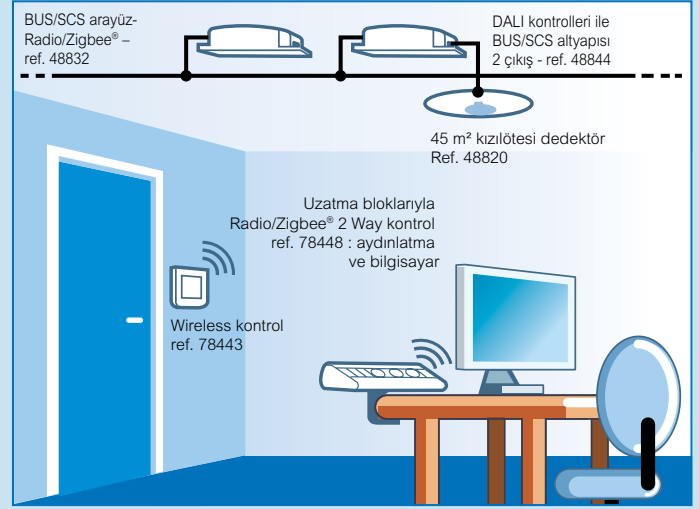 BUS/SCS arayüz-
Radio/Zigbee® –
ref. 48832
DALI kontrolleri ile
BUS/SCS altyapısı
2 çıkış - ref. 48844
45 m² kızılötesi dedektör
Ref. 48820
Uzatma bloklarıyla
Radio/Zigbee® 2 Way kontrol
ref. 78448 : aydınlatma
ve bilgisayar
Wireless kontrol
ref. 78443